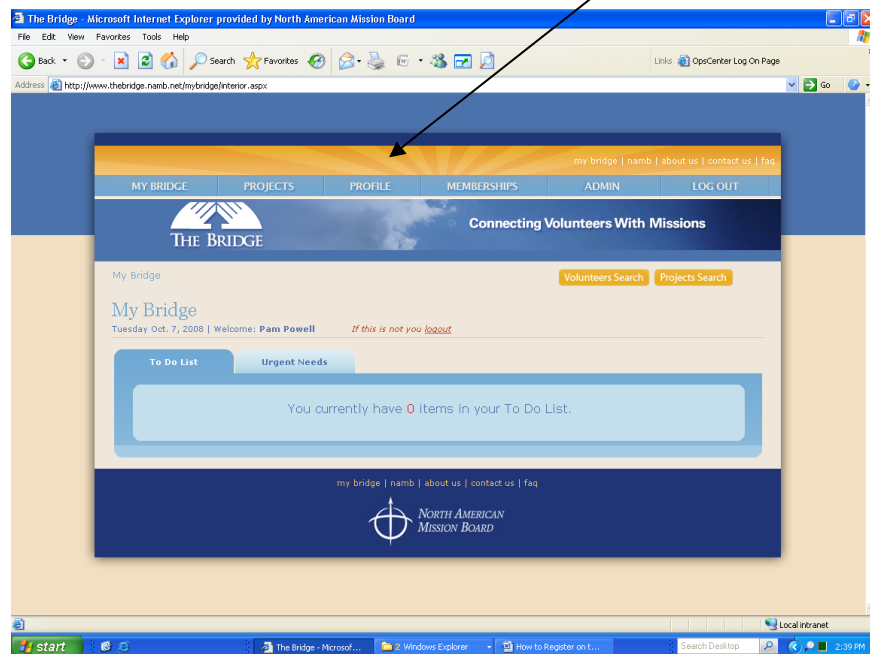 The Bridge - Microsoft Internet Explorer provided by North American Mission Board
File Edit View Favorites Tools Help
Back Search Favorites Links OpsCenter Log On Page
Address http://www.thebridge.namb.net/mybridge/interior.aspx Go
my bridge | namb | about us | contact us | faq
MY BRIDGE PROJECTS PROFILE MEMBERSHIPS ADMIN LOG OUT
THE BRIDGE
Connecting Volunteers With Missions
My Bridge Volunteers Search Projects Search
My Bridge
Tuesday Oct. 7, 2008 | Welcome: Pam Powell If this is not you logout
To Do List Urgent Needs
You currently have 0 items in your To Do List.
my bridge | namb | about us | contact us | faq
NORTH AMERICAN
MISSION BOARD
Local intranet
start The Bridge - Microsof... 2 Windows Explorer How to Register on t... Search Desktop 2:39 PM